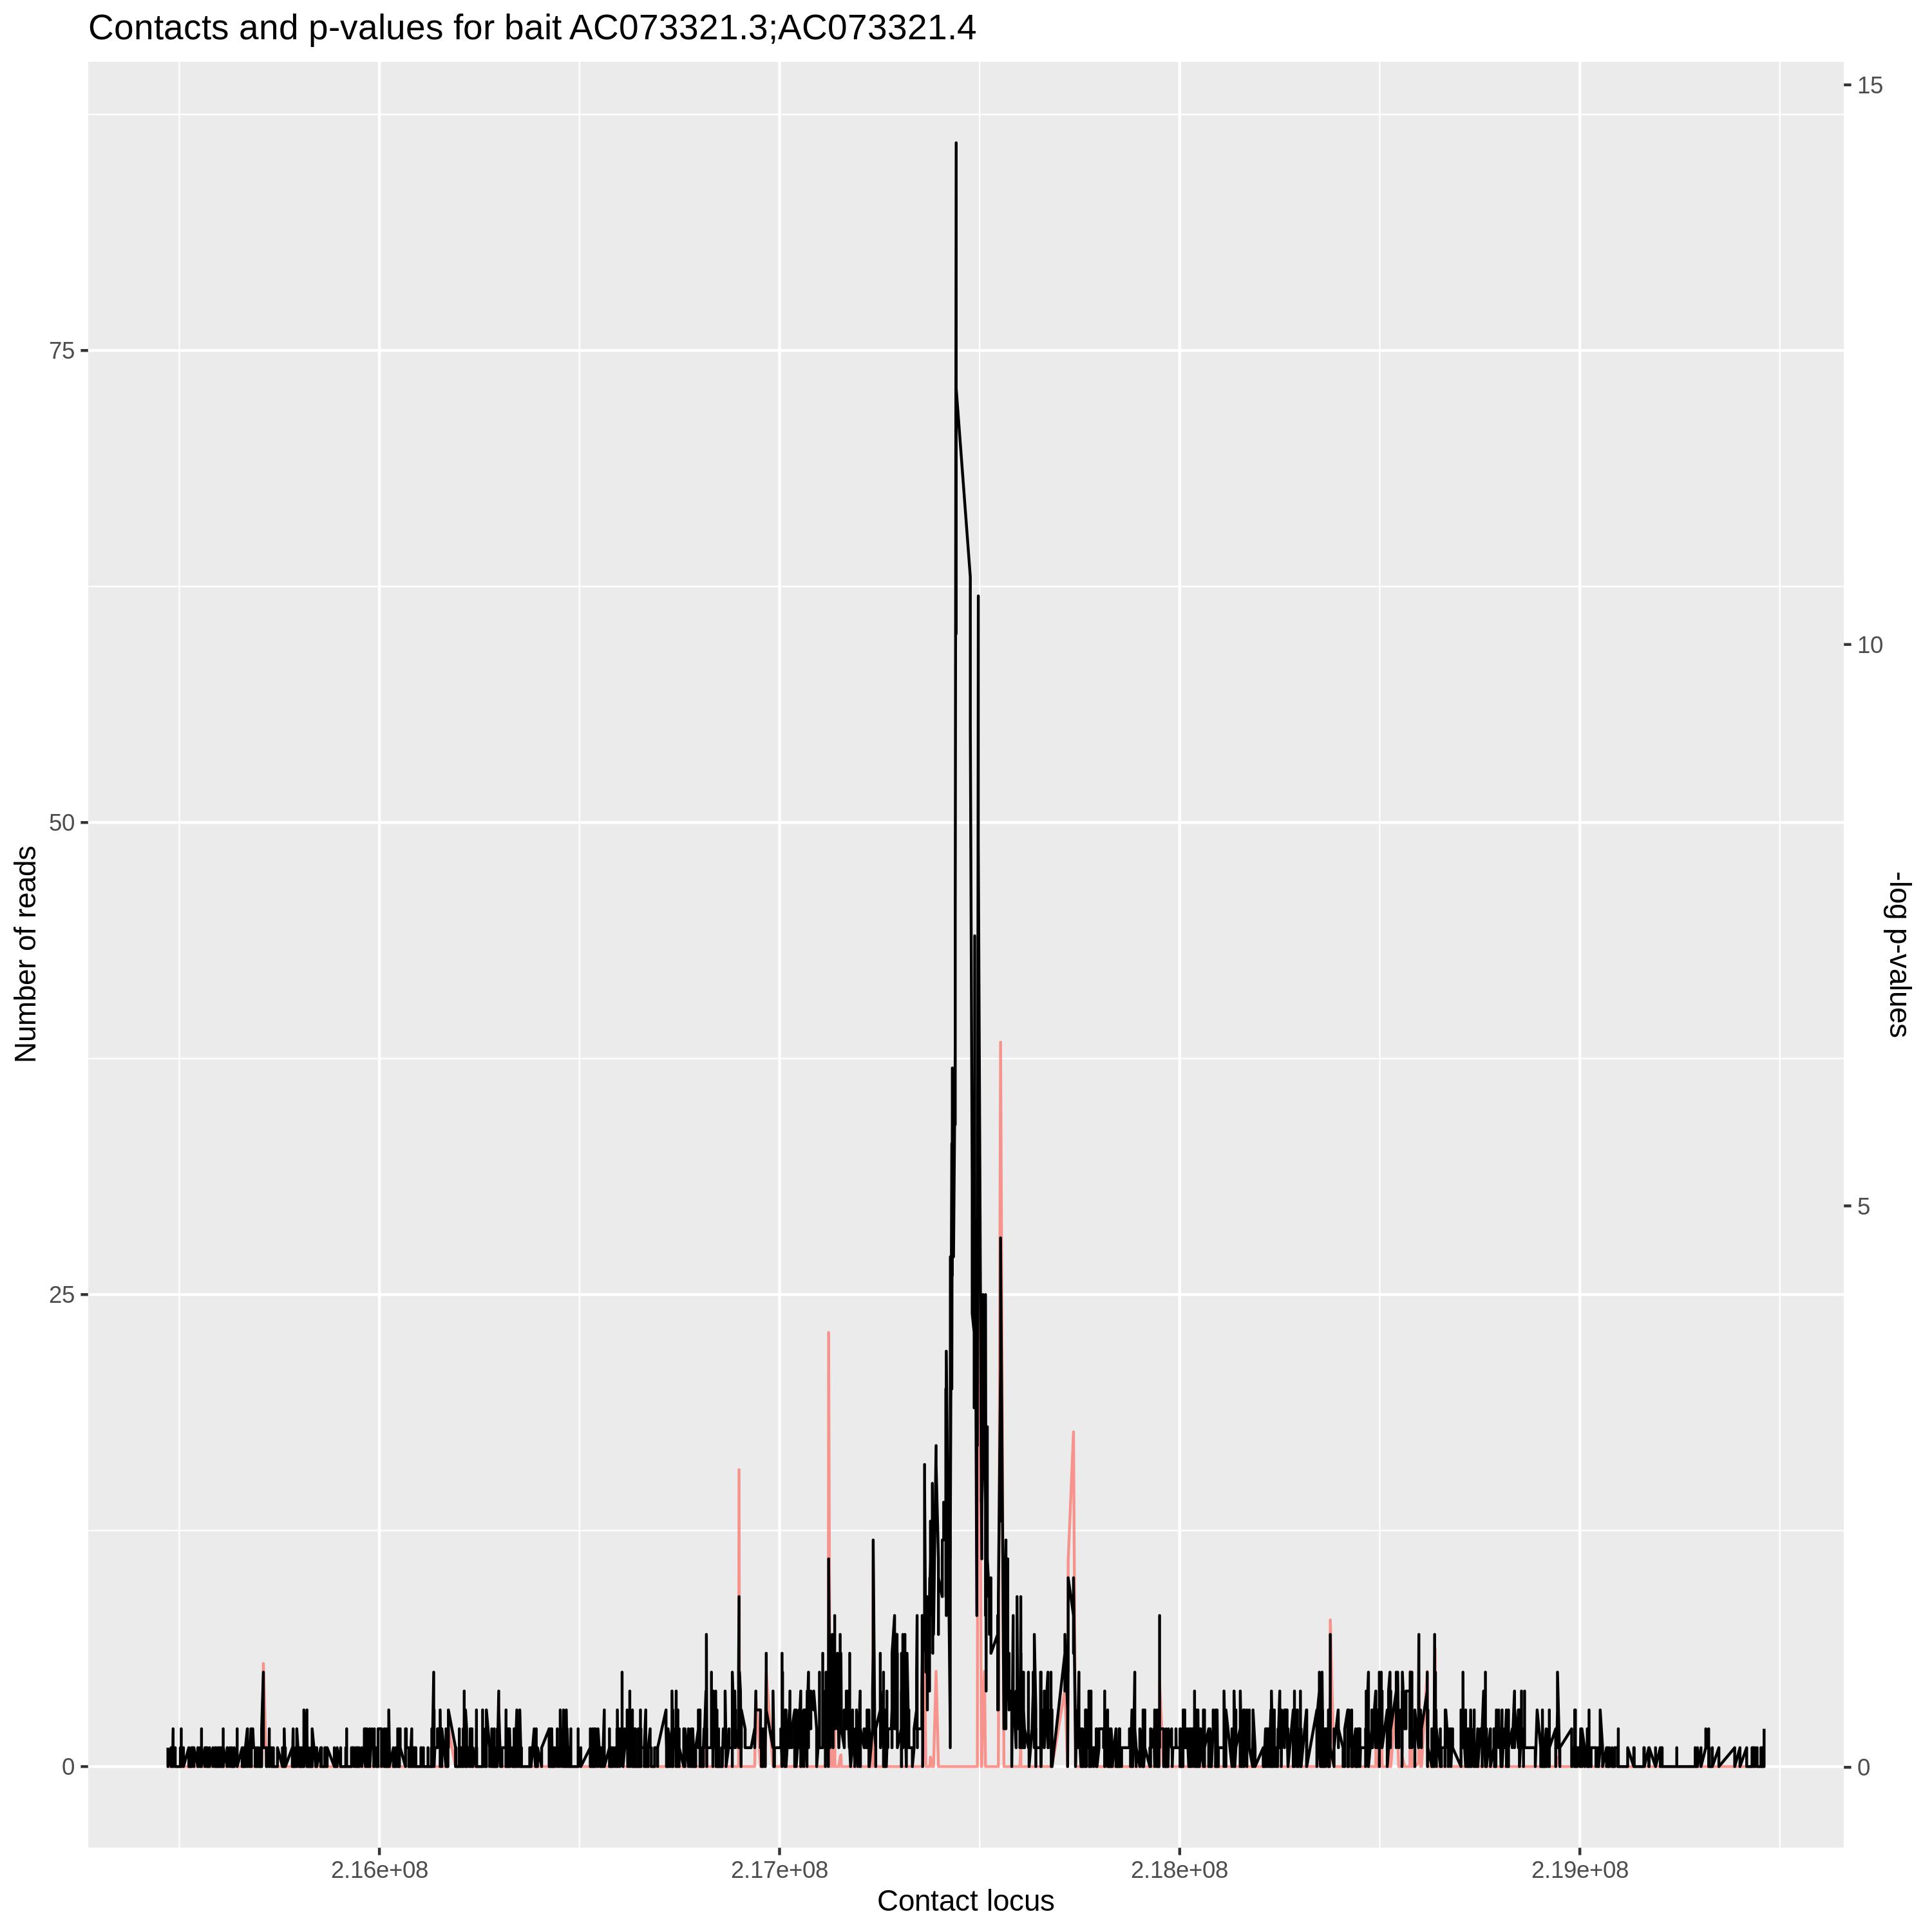 Contacts and p-values for bait AC073321.3;AC073321.4
Number of reads
75
50
25
0
15
10
5
0
-log p-values
2.16e+08
2.17e+08
2.18e+08
2.19e+08
Contact locus